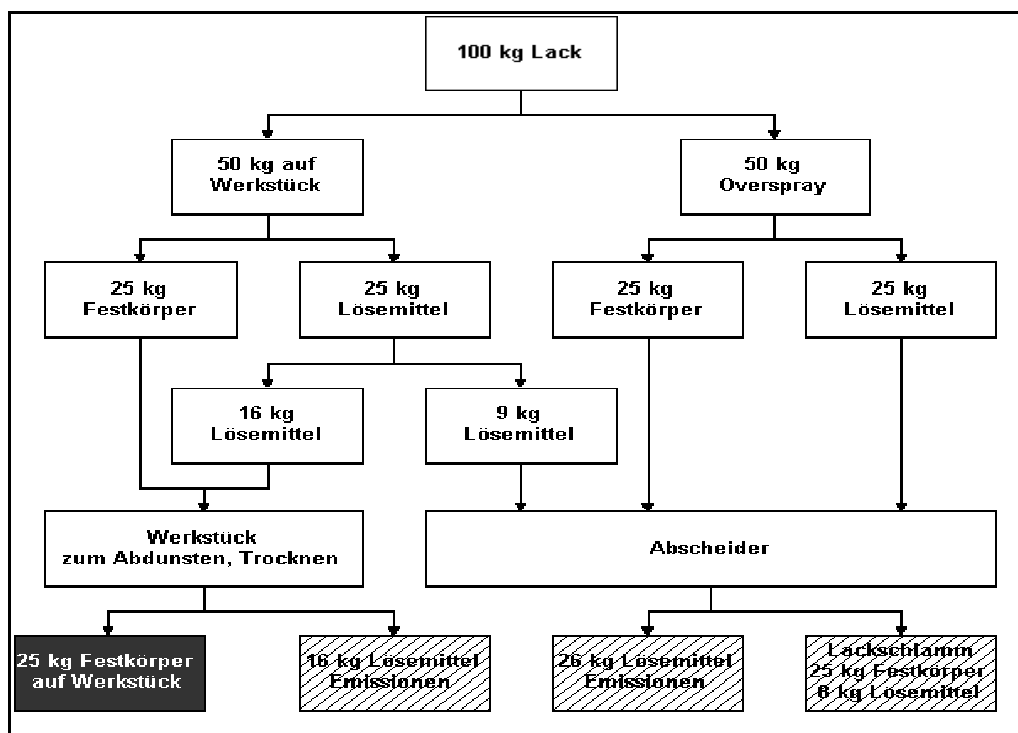 100 kg Lack
50 kg auf
Werkstück
50 kg
Overspray
25 kg
Festkörper
25 kg
Lösemittel
25 kg
Festkörper
25 kg
Lösemittel
16 kg
Lösemittel
9 kg
Lösemittel
Werkstück
zum Abdunsten, Trocknen
Abscheider
25 kg Festkörper
auf Werkstück
16 kg Lösemittel
Emissionen
26 kg Lösemittel
Emissionen
Lackschlamm
25 kg Festkörper
kg Lösemittel